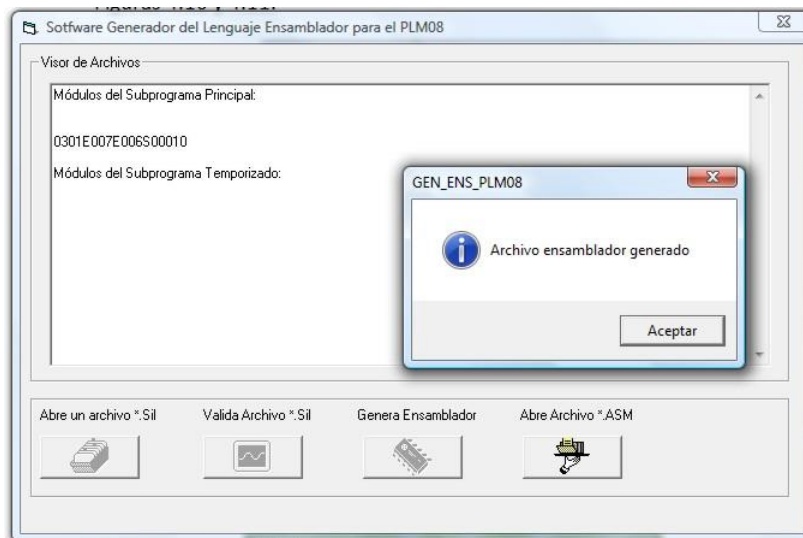 Sotfware Generador del Lenguaje Ensamblador para el PLM08
Visor de Archivos
Módulos del Subprograma Principal:
0301E007E006S00010
Módulos del Subprograma Temporizado:
GEN_ENS_PLM08
Archivo ensamblador generado
Aceptar
Abre un archivo *.Sil
Valida Archivo *.Sil
Genera Ensamblador
Abre Archivo *.ASM